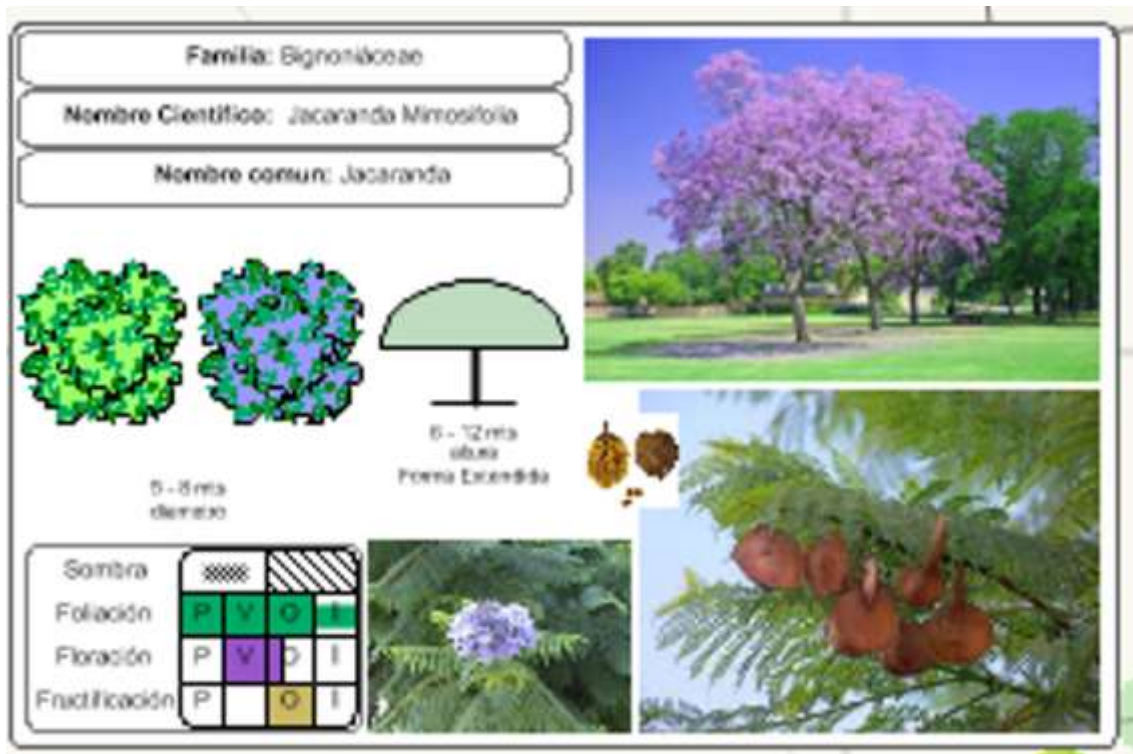 Familia: Bignoniáceae
Nombre Científico: Jacaranda Mimosifolia
Nombre comun: Jacaranda
6 - 12 mts
altura
Forma Extendida
diametro
Sombra
Foliación P V O I
Floración P V O I
Fructificación P O I